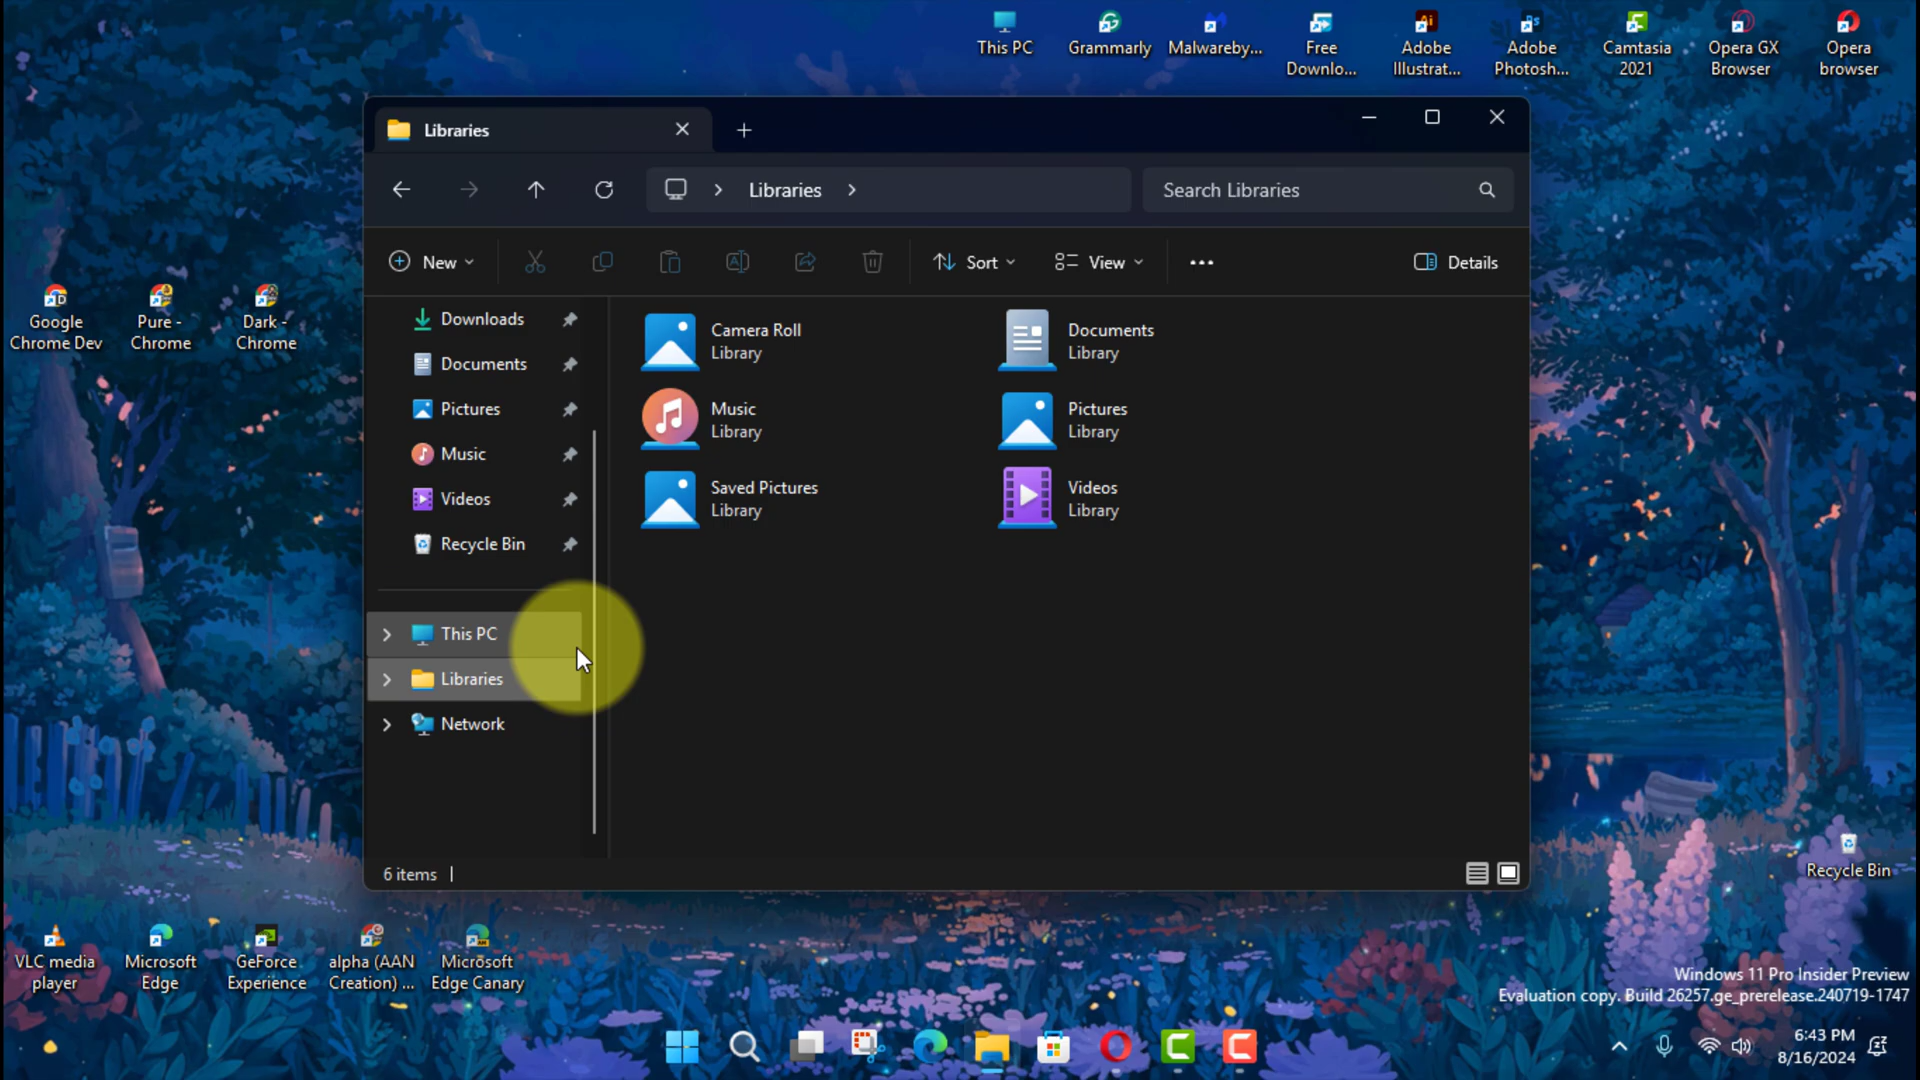 This PC
Grammarly
Malwareby...
Free
Downlo...
Adobe
Illustrat...
Adobe
Photosh...
Camtasia
2021
Opera GX
Browser
Opera
browser
Libraries
Libraries
Search Libraries
New
Sort
View
Details
Google
Chrome Dev
Pure -
Chrome
Dark -
Chrome
Downloads
Documents
Pictures
Music
Videos
Recycle Bin
This PC
Libraries
Network
Camera Roll
Library
Documents
Library
Music
Library
Pictures
Library
Saved Pictures
Library
Videos
Library
6 items
Recycle Bin
VLC media
player
Microsoft
Edge
GeForce
Experience
alpha (AAN
Creation) ...
Microsoft
Edge Canary
Windows 11 Pro Insider Preview
Evaluation copy. Build 26257.ge_prerelease.240719-1747
6:43 PM
8/16/2024